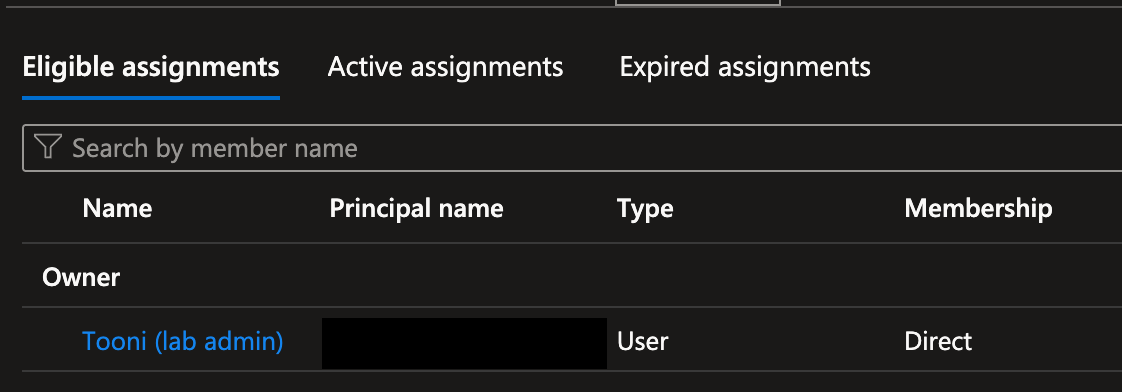 Eligible assignments Active assignments Expired assignments
Search by member name
Name Principal name Type Membership
Owner
Tooni (lab admin) User Direct